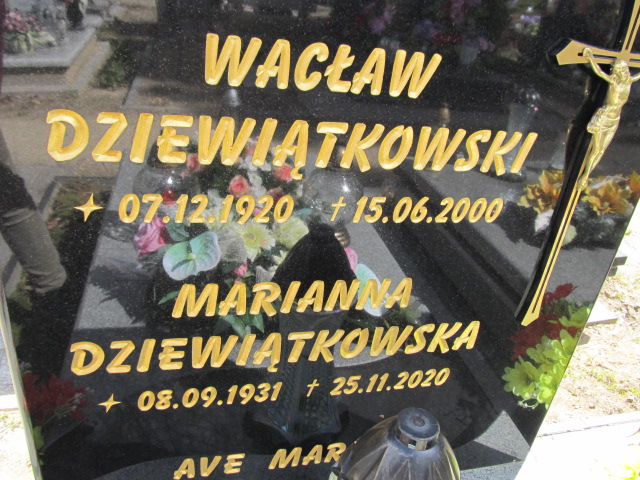 WACŁAW
DZIEWIĄTKOWSKI
07.12.1920 † 15.06.2000
MARIANNA
DZIEWIĄTKOWSKA
08.09.1931 † 25.11.2020
AVE